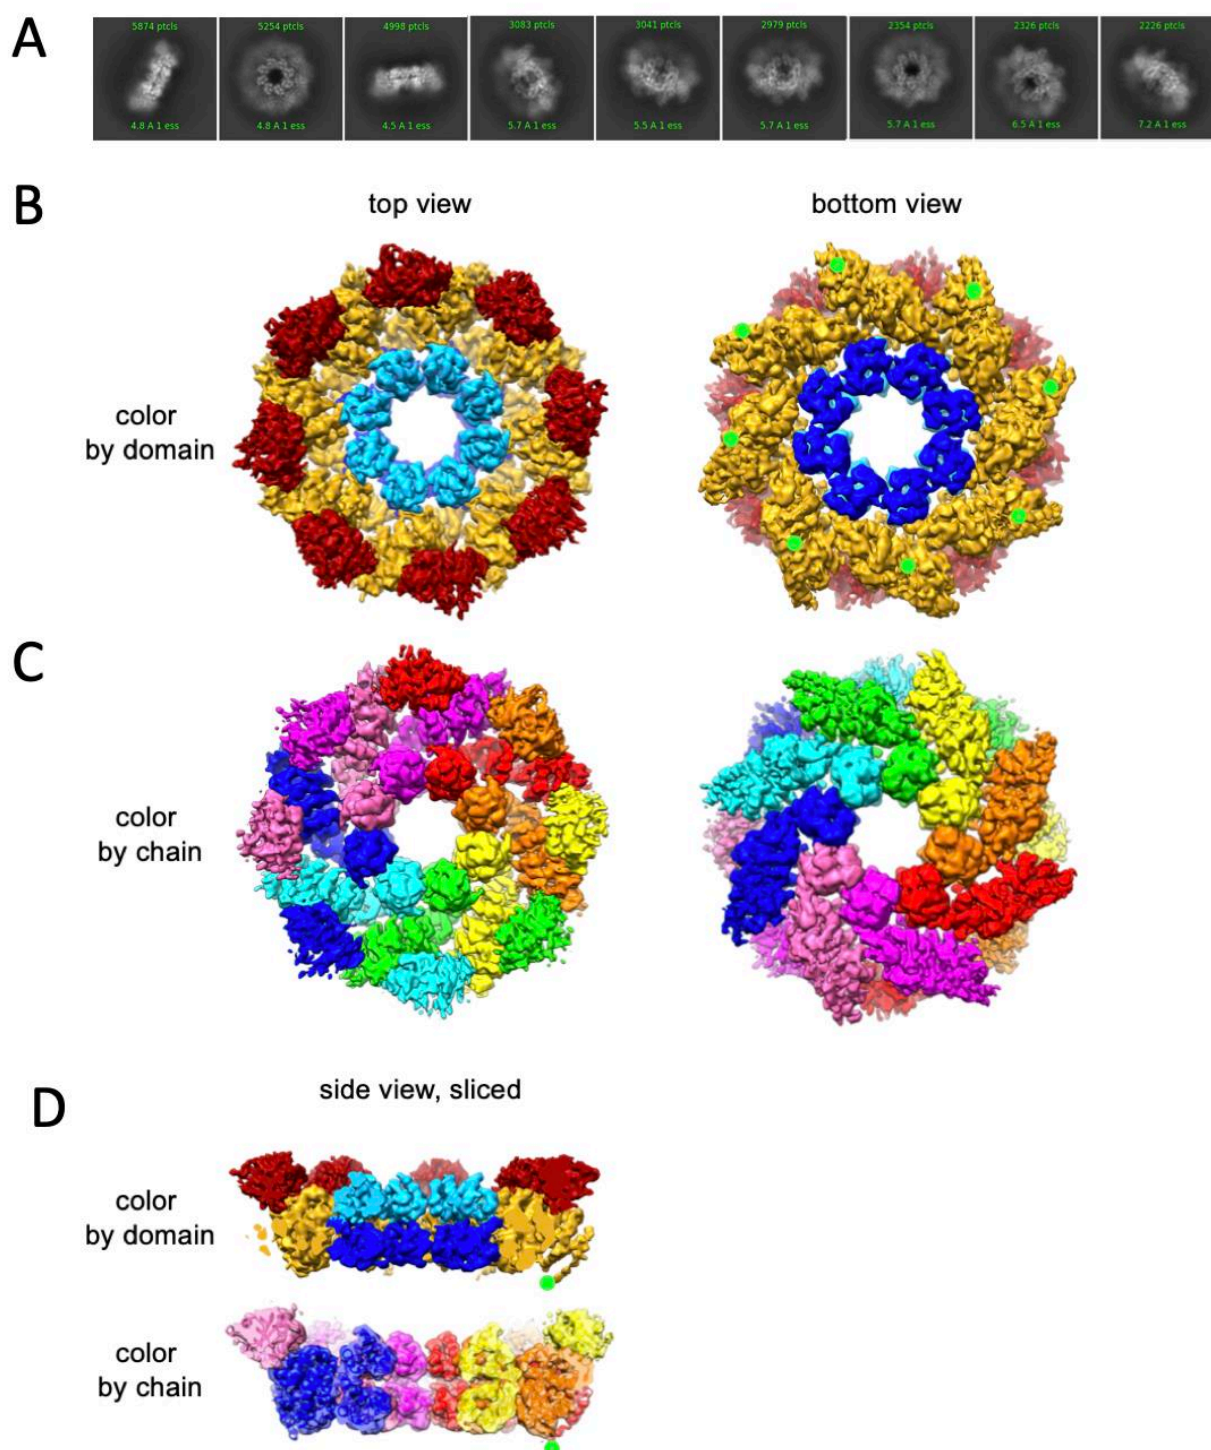 A
5874 ptcls 5254 ptcls 4998 ptcls 3083 ptcls 3041 ptcls 2979 ptcls 2354 ptcls 2326 ptcls 2226 ptcls
4.8 A 1 ess 4.8 A 1 ess 4.5 A 1 ess 5.7 A 1 ess 5.5 A 1 ess 5.7 A 1 ess 5.7 A 1 ess 6.5 A 1 ess 7.2 A 1 ess
B
top view bottom view
color
by domain
C
color
by chain
D
side view, sliced
color
by domain
color
by chain